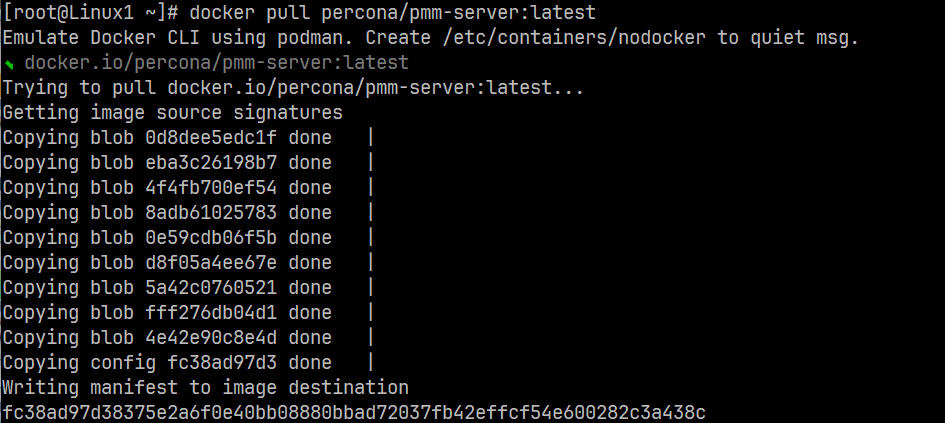 [root@Linux1 ~]# docker pull percona/pmm-server:latest
Emulate Docker CLI using podman. Create /etc/containers/nodocker to quiet msg.
docker.io/percona/pmm-server:latest
Trying to pull docker.io/percona/pmm-server:latest...
Getting image source signatures
Copying blob 0d8dee5edc1f done   |
Copying blob eba3c26198b7 done   |
Copying blob 4f4fb700ef54 done   |
Copying blob 8adb61025783 done   |
Copying blob 0e59cdb06f5b done   |
Copying blob d8f05a4ee67e done   |
Copying blob 5a42c0760521 done   |
Copying blob fff276db04d1 done   |
Copying blob 4e42e90c8e4d done   |
Copying config fc38ad97d3 done   |
Writing manifest to image destination
fc38ad97d38375e2a6f0e40bb08880bbad72037fb42effcf54e600282c3a438c